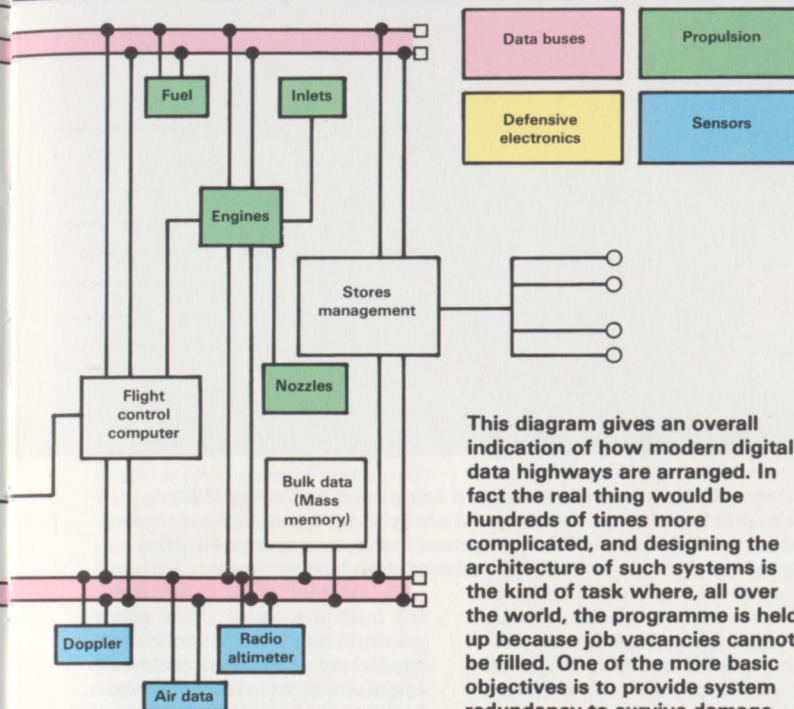 Data buses
Propulsion
Defensive
electronics
Sensors
Fuel
Inlets
Engines
Stores
management
Nozzles
Flight
control
computer
Bulk data
(Mass
memory)
Doppler
Radio
altimeter
Air data
This diagram gives an overall
indication of how modern digital
data highways are arranged. In
fact the real thing would be
hundreds of times more
complicated, and designing the
architecture of such systems is
the kind of task where, all over
the world, the programme is held
up because job vacancies cannot
be filled. One of the more basic
objectives is to provide system
redundancy to survive damage